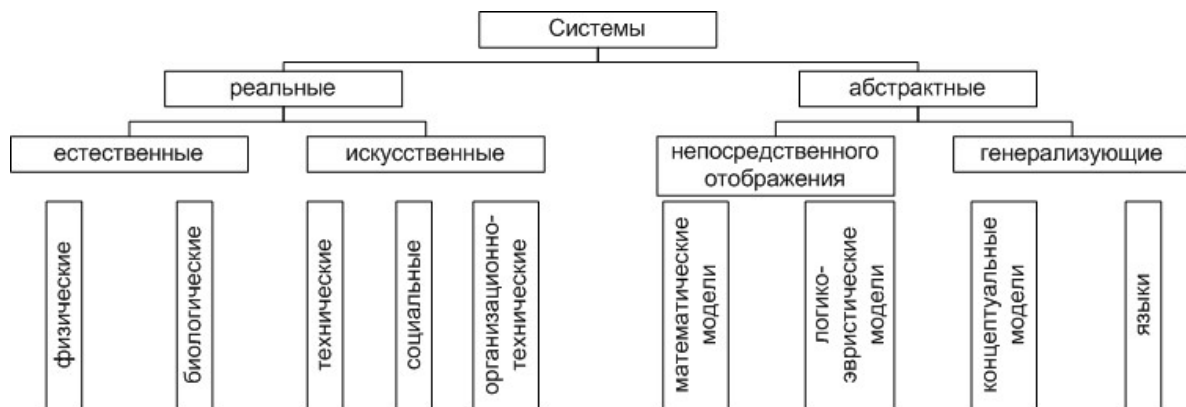 Системы
реальные
абстрактные
естественные
искусственные
непосредственного
отображения
генерализующие
физические
биологические
технические
социальные
организационно-
технические
математические
модели
логико-
эвристические
модели
концептуальные
модели
языки